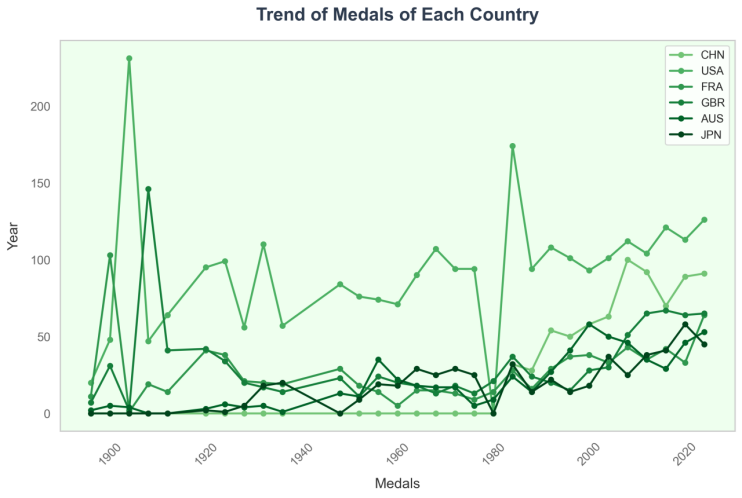 Trend of Medals of Each Country
CHN
USA
FRA
GBR
AUS
JPN
200
150
100
50
0
Year
1900
1920
1940
1960
1980
2000
2020
Medals